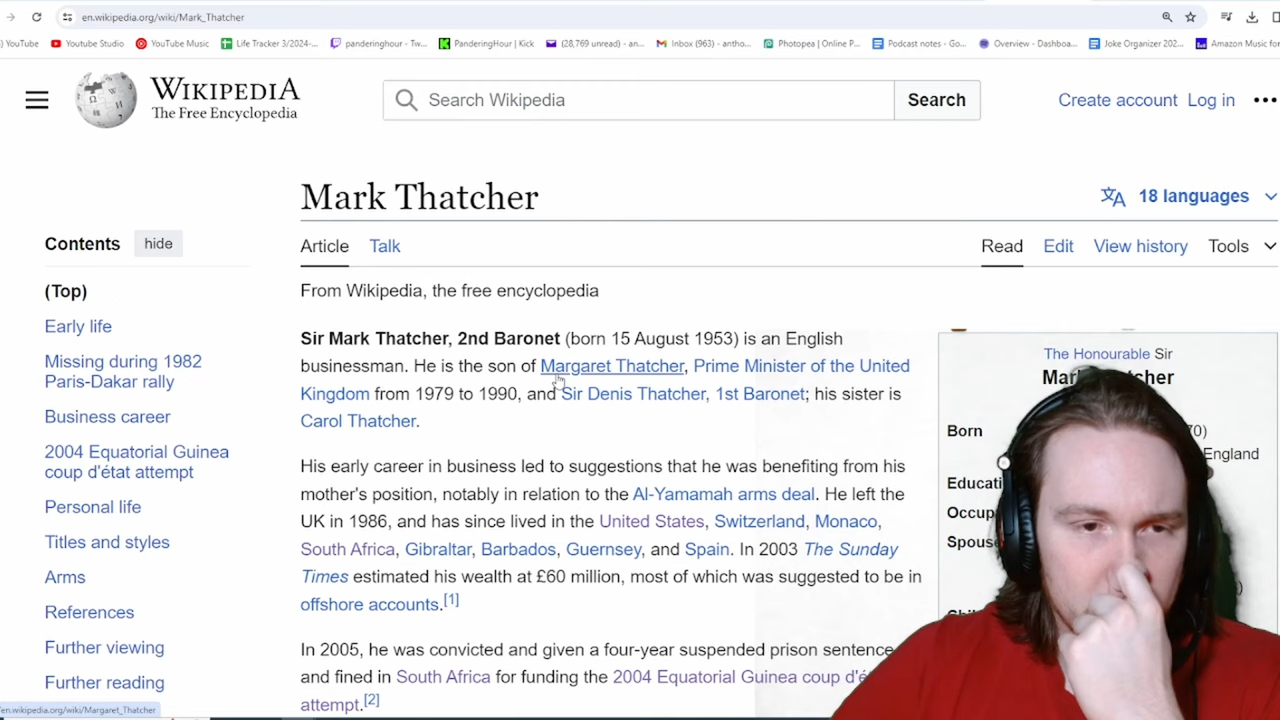 en.wikipedia.org/wiki/Mark_Thatcher
YouTube YouTube Studio YouTube Music Life Tracker 3/2024-... panderinghour - Tw... PanderingHour | Kick (28,769 unread) - an... Inbox (963) - antho... Photopea | Online P... Podcast notes - Go... Overview - Dashboa... Joke Organizer 202... Amazon Music fo
WIKIPEDIA
The Free Encyclopedia
Search Wikipedia
Search
Create account Log in
Mark Thatcher
18 languages
Contents hide
Article Talk
Read Edit View history Tools
(Top)
Early life
Missing during 1982
Paris-Dakar rally
Business career
2004 Equatorial Guinea
coup d'état attempt
Personal life
Titles and styles
Arms
References
Further viewing
Further reading
From Wikipedia, the free encyclopedia
Sir Mark Thatcher, 2nd Baronet (born 15 August 1953) is an English
businessman. He is the son of Margaret Thatcher, Prime Minister of the United
Kingdom from 1979 to 1990, and Sir Denis Thatcher, 1st Baronet; his sister is
Carol Thatcher.
His early career in business led to suggestions that he was benefiting from his
mother's position, notably in relation to the Al-Yamamah arms deal. He left the
UK in 1986, and has since lived in the United States, Switzerland, Monaco,
South Africa, Gibraltar, Barbados, Guernsey, and Spain. In 2003 The Sunday
Times estimated his wealth at £60 million, most of which was suggested to be in
offshore accounts.[1]
In 2005, he was convicted and given a four-year suspended prison sentence
and fined in South Africa for funding the 2004 Equatorial Guinea coup d'é
attempt.[2]
The Honourable Sir
Mar tcher
Born 70)
England
Educati
Occup
Spouse
/en.wikipedia.org/wiki/Margaret_Thatcher